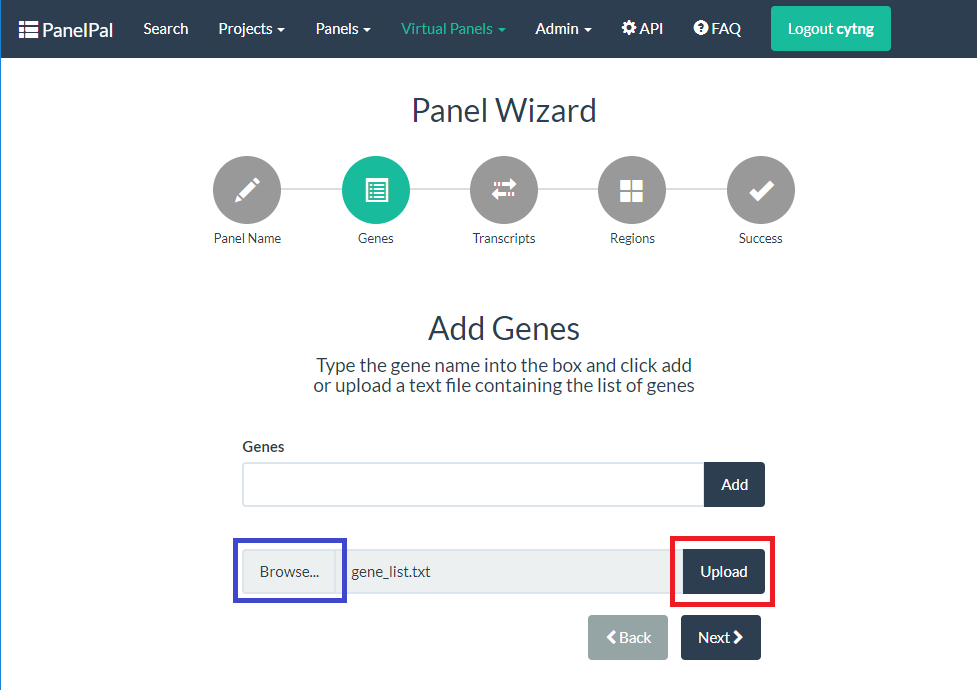 PanelPal Search Projects Panels Virtual Panels Admin API FAQ Logout cytng
Panel Wizard
Panel Name Genes Transcripts Regions Success
Add Genes
Type the gene name into the box and click add
or upload a text file containing the list of genes
Genes
Add
Browse... gene_list.txt Upload
Back Next